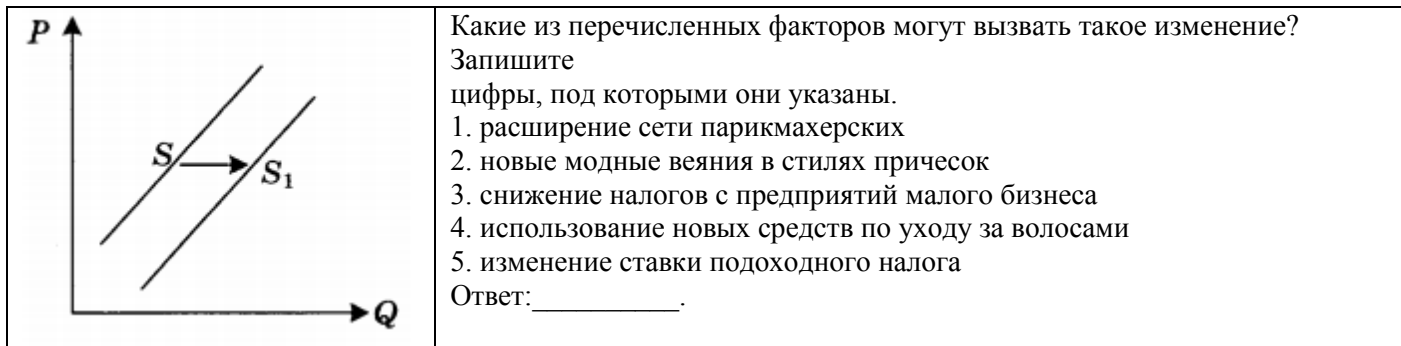 P
S
S1
Q
Какие из перечисленных факторов могут вызвать такое изменение?
Запишите
цифры, под которыми они указаны.
1. расширение сети парикмахерских
2. новые модные веяния в стилях причесок
3. снижение налогов с предприятий малого бизнеса
4. использование новых средств по уходу за волосами
5. изменение ставки подоходного налога
Ответ:__________.